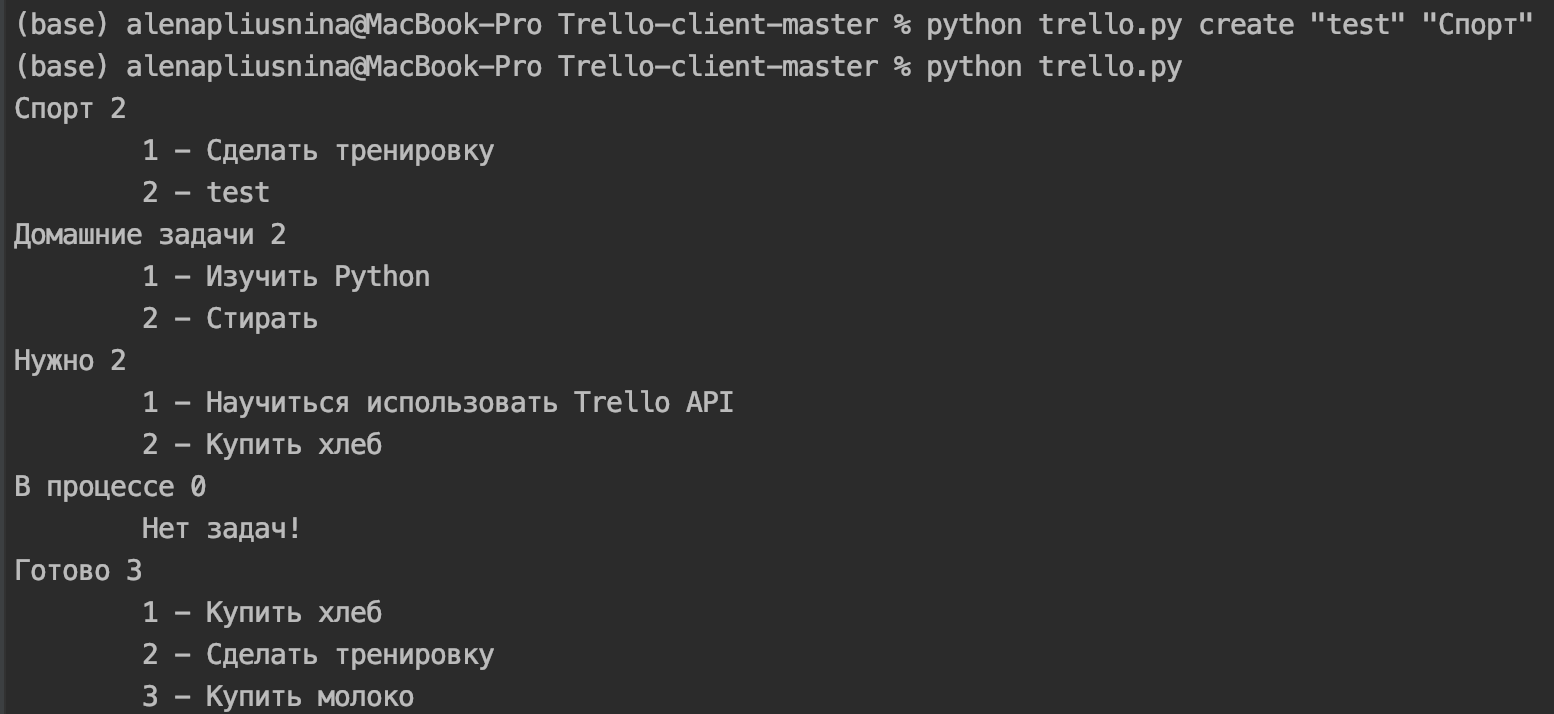 (base) alenapliusnina@MacBook-Pro Trello-client-master % python trello.py create "test" "Спорт"
(base) alenapliusnina@MacBook-Pro Trello-client-master % python trello.py
Спорт 2
1 - Сделать тренировку
2 - test
Домашние задачи 2
1 - Изучить Python
2 - Стирать
Нужно 2
1 - Научиться использовать Trello API
2 - Купить хлеб
В процессе 0
Нет задач!
Готово 3
1 - Купить хлеб
2 - Сделать тренировку
3 - Купить молоко